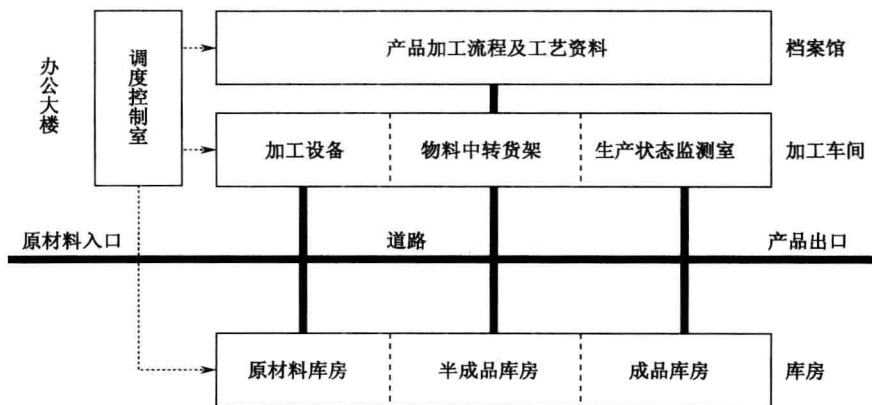 办公大楼
调度控制室
产品加工流程及工艺资料
档案馆
加工设备
物料中转货架
生产状态监测室
加工车间
原材料入口
道路
产品出口
原材料库房
半成品库房
成品库房
库房